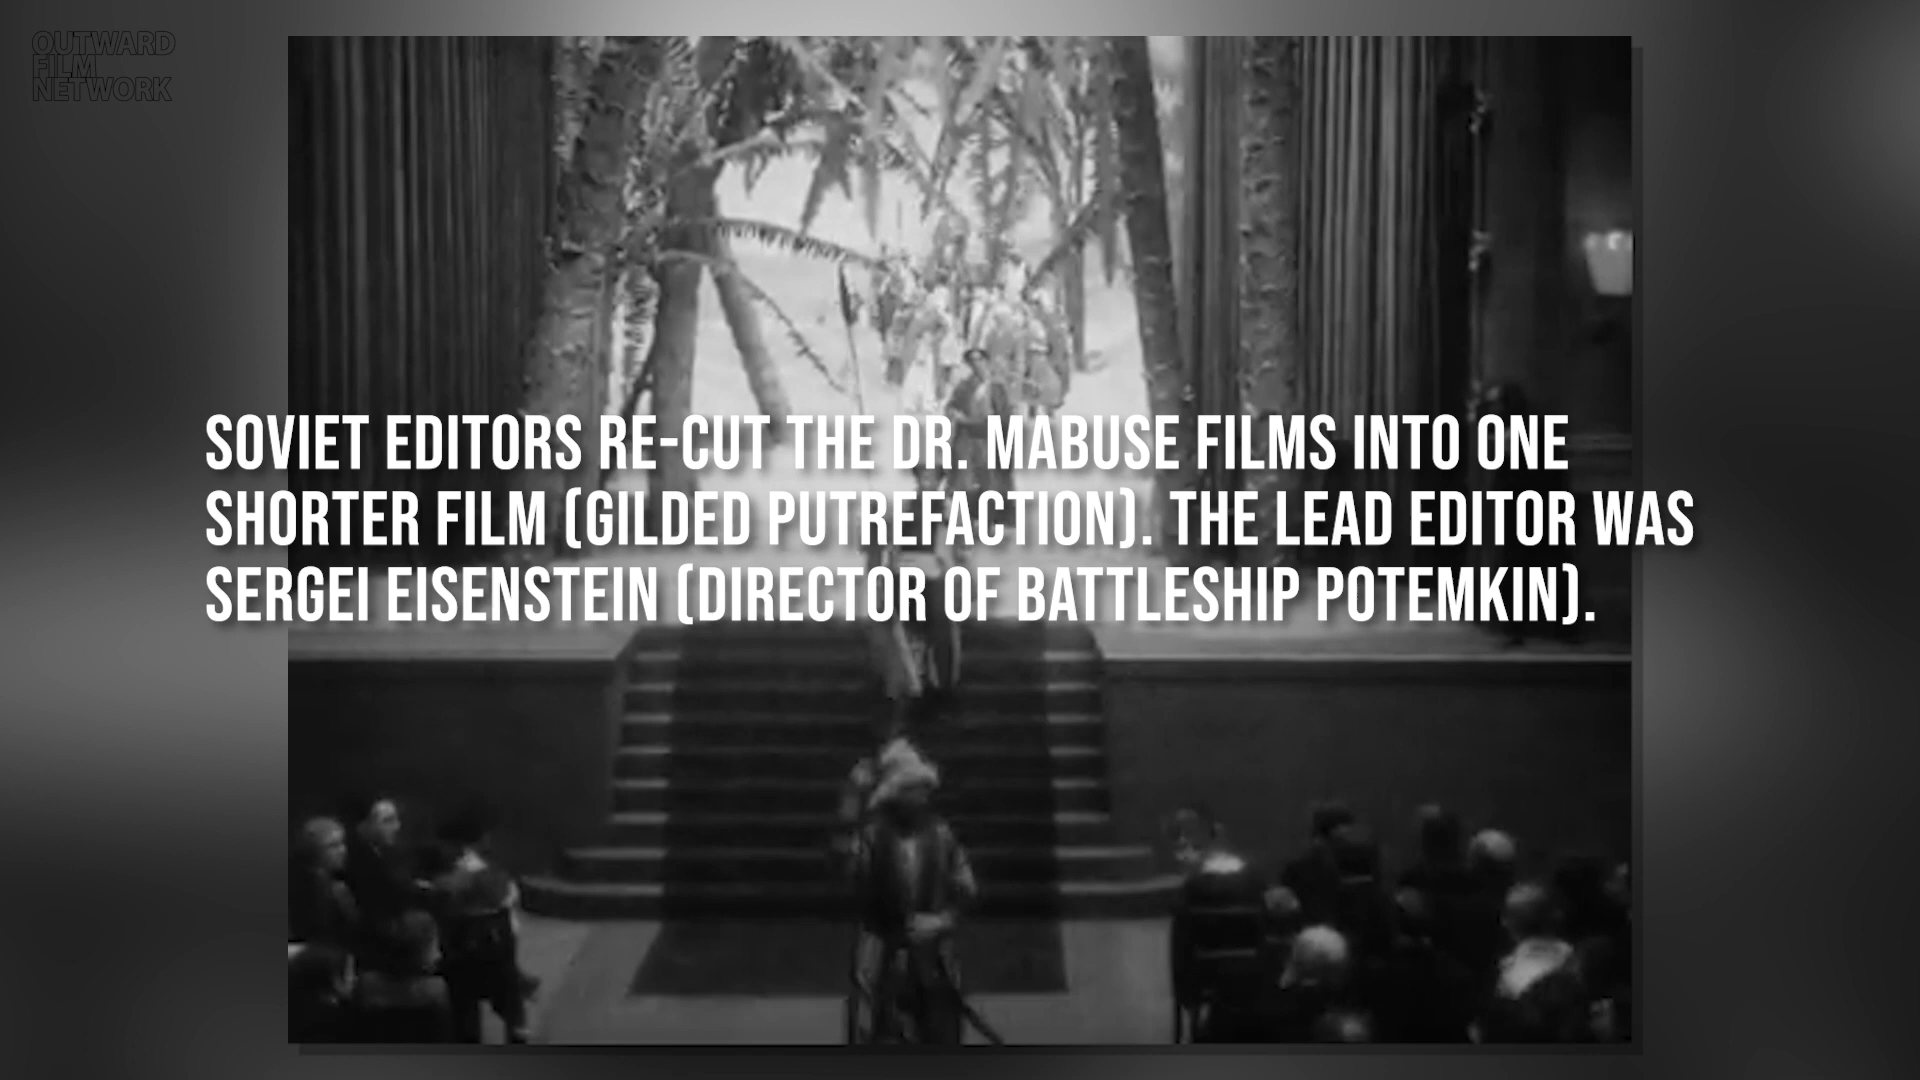 OUTWARD
FILM
NETWORK
SOVIET EDITORS RE-CUT THE DR. MABUSE FILMS INTO ONE
SHORTER FILM (GILDED PUTREFACTION). THE LEAD EDITOR WAS
SERGEI EISENSTEIN (DIRECTOR OF BATTLESHIP POTEMKIN).